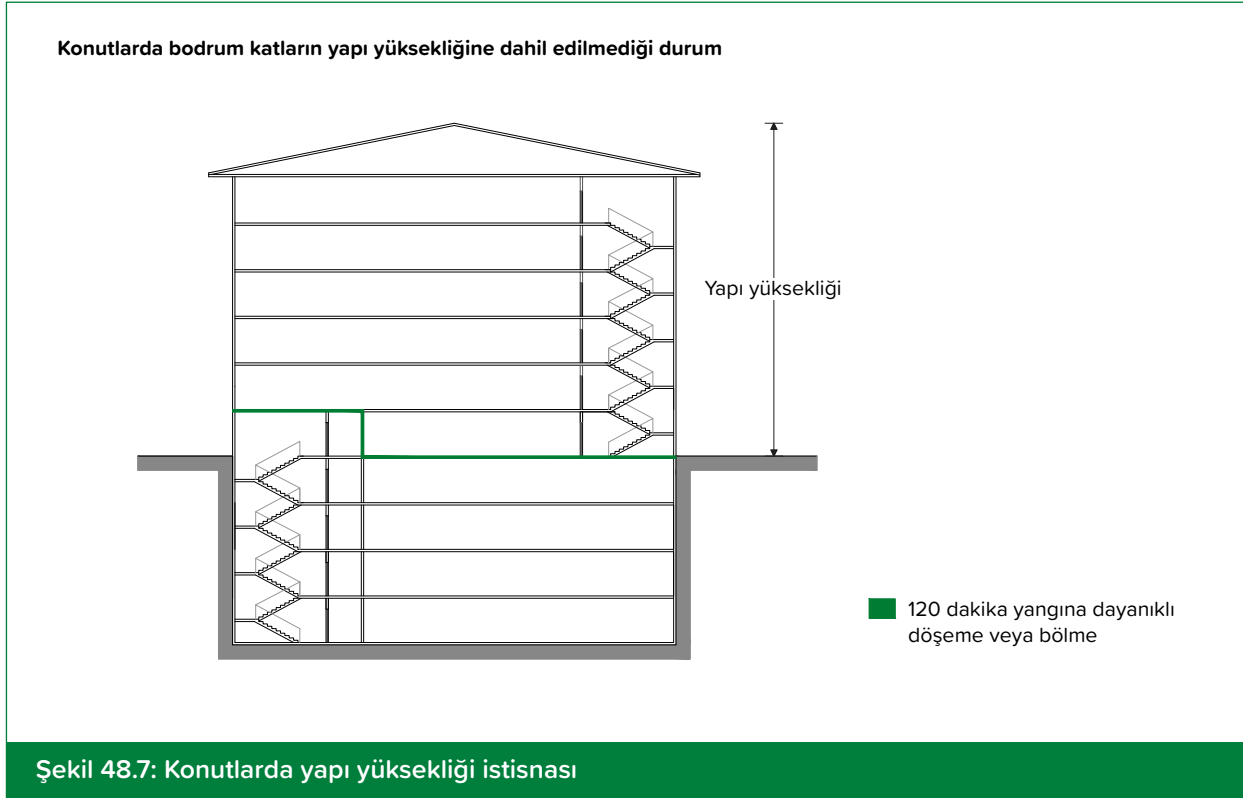 Konutlarda bodrum katların yapı yüksekliğine dahil edilmediği durum
Yapı yüksekliği
120 dakika yangına dayanıklı
döşeme veya bölme
Şekil 48.7: Konutlarda yapı yüksekliği istisnası